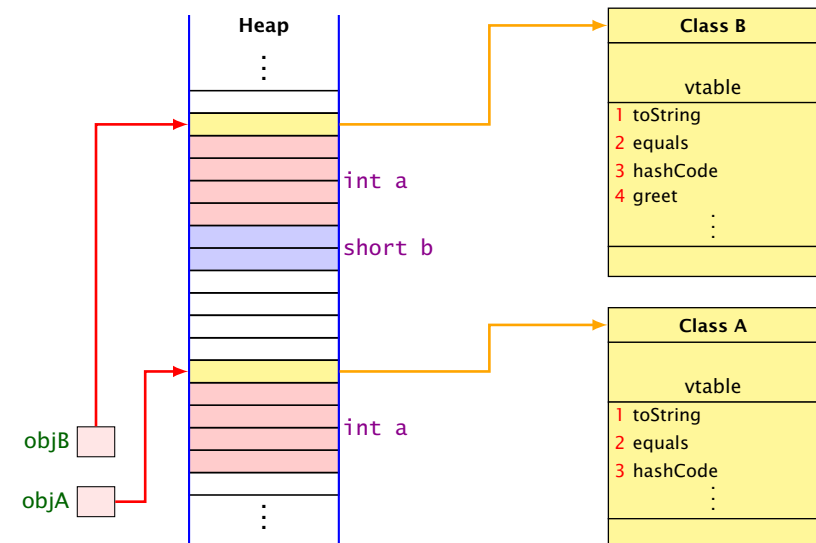 Heap
⋮
int a
short b
int a
⋮
objB
objA
Class B
vtable
1 toString
2 equals
3 hashCode
4 greet
⋮
Class A
vtable
1 toString
2 equals
3 hashCode
⋮